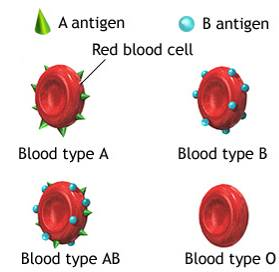 A antigen
B antigen
Red blood cell
Blood type A
Blood type B
Blood type AB
Blood type O